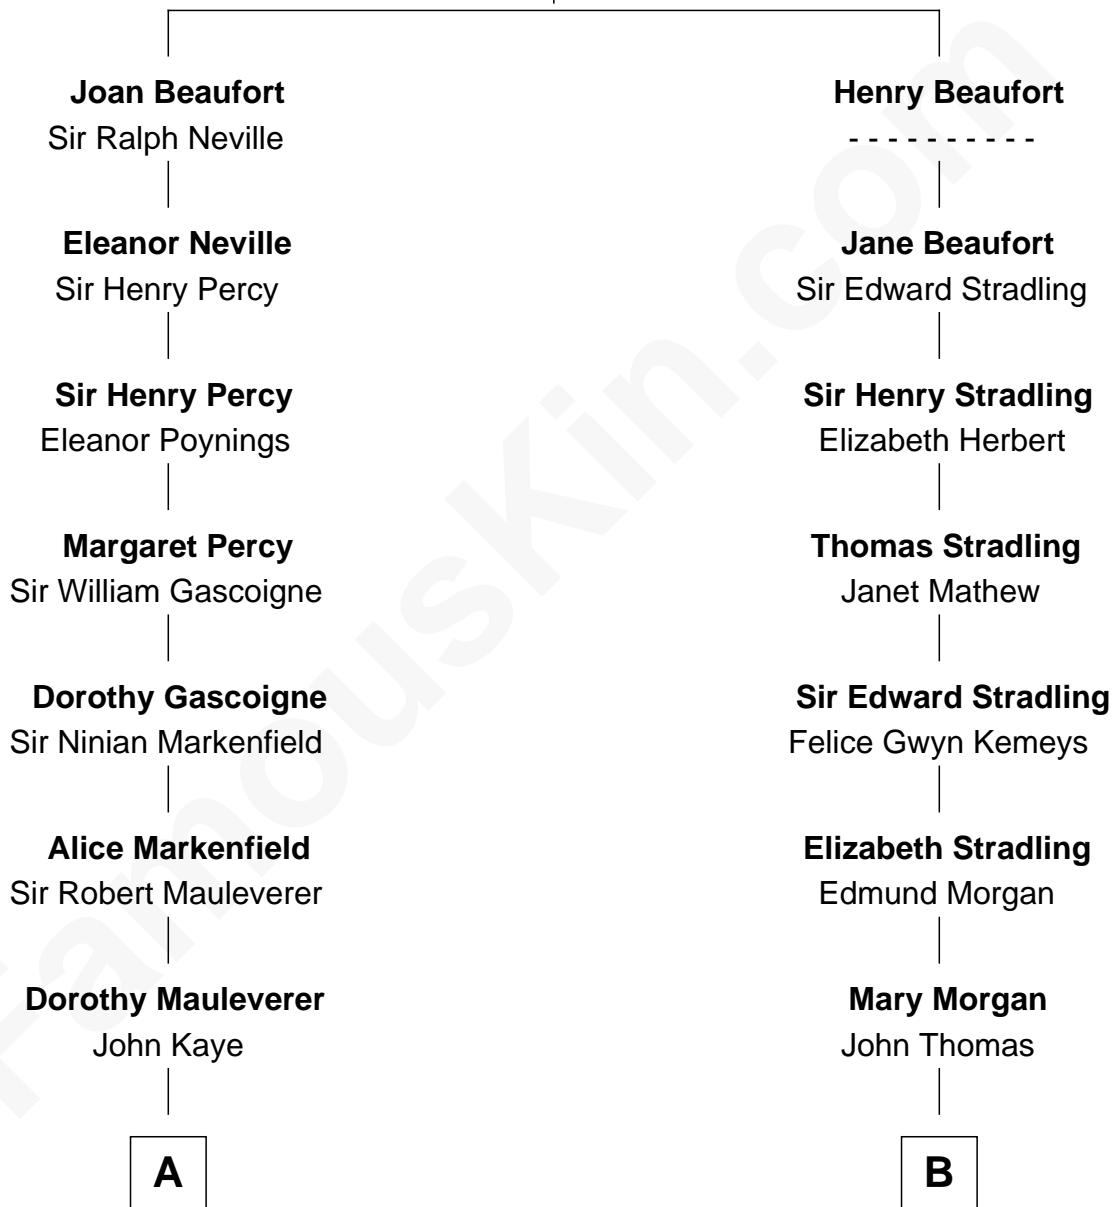 Joan Beaufort
Sir Ralph Neville
Henry Beaufort
- - - - - - - - - -
Eleanor Neville
Sir Henry Percy
Jane Beaufort
Sir Edward Stradling
Sir Henry Percy
Eleanor Poynings
Sir Henry Stradling
Elizabeth Herbert
Margaret Percy
Sir William Gascoigne
Thomas Stradling
Janet Mathew
Dorothy Gascoigne
Sir Ninian Markenfield
Sir Edward Stradling
Felice Gwyn Kemeys
Alice Markenfield
Sir Robert Mauleverer
Elizabeth Stradling
Edmund Morgan
Dorothy Mauleverer
John Kaye
Mary Morgan
John Thomas
A
B
FamousKin.com